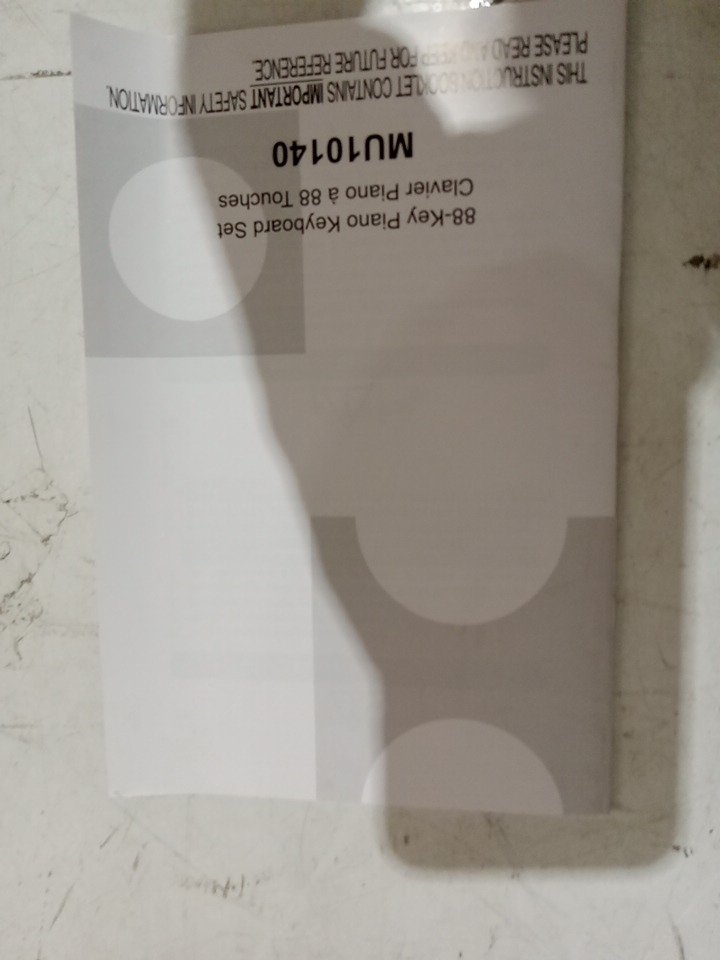 88-Key Piano Keyboard Set
Clavier Piano à 88 Touches
MU10140
THIS INSTRUCTION BOOKLET CONTAINS IMPORTANT SAFETY INFORMATION.
PLEASE READ AND KEEP FOR FUTURE REFERENCE.